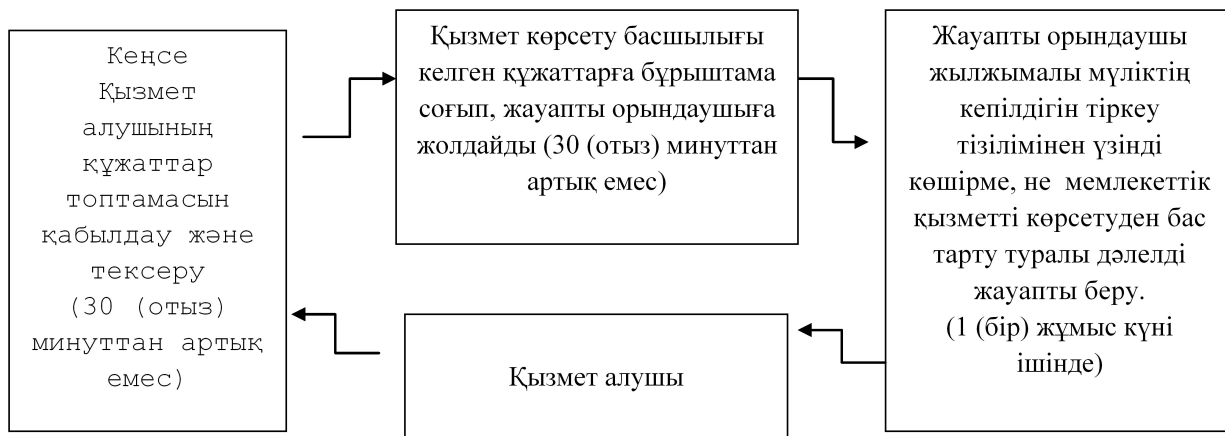 Кеңсе
Қызмет
алушының
құжаттар
топтамасын
қабылдау және
тексеру
(30 (отыз)
минуттан артық
емес)
Қызмет көрсету басшылығы
келген құжаттарға бұрыштама
соғып, жауапты орындаушыға
жолдайды (30 (отыз) минуттан
артық емес)
Жауапты орындаушы
жылжымалы мүліктің
кепілдігін тіркеу
тізілімінен үзінді
көшірме, не мемлекеттік
қызметті көрсетуден бас
тарту туралы дәлелді
жауапты беру.
(1 (бір) жұмыс күні
ішінде)
Қызмет алушы